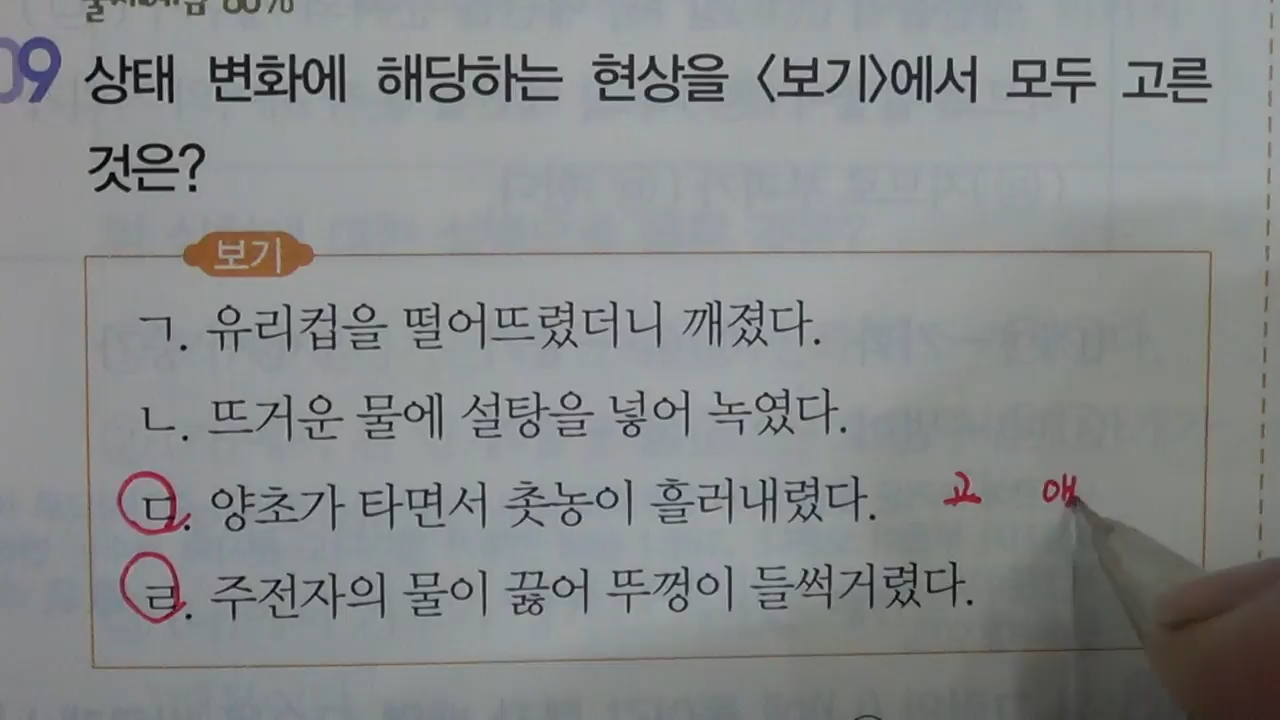 09 상태 변화에 해당하는 현상을 <보기>에서 모두 고른
것은?
보기
ㄱ. 유리컵을 떨어뜨렸더니 깨졌다.
ㄴ. 뜨거운 물에 설탕을 넣어 녹였다.
ㄷ. 양초가 타면서 촛농이 흘러내렸다. 고 애
ㄹ. 주전자의 물이 끓어 뚜껑이 들썩거렸다.